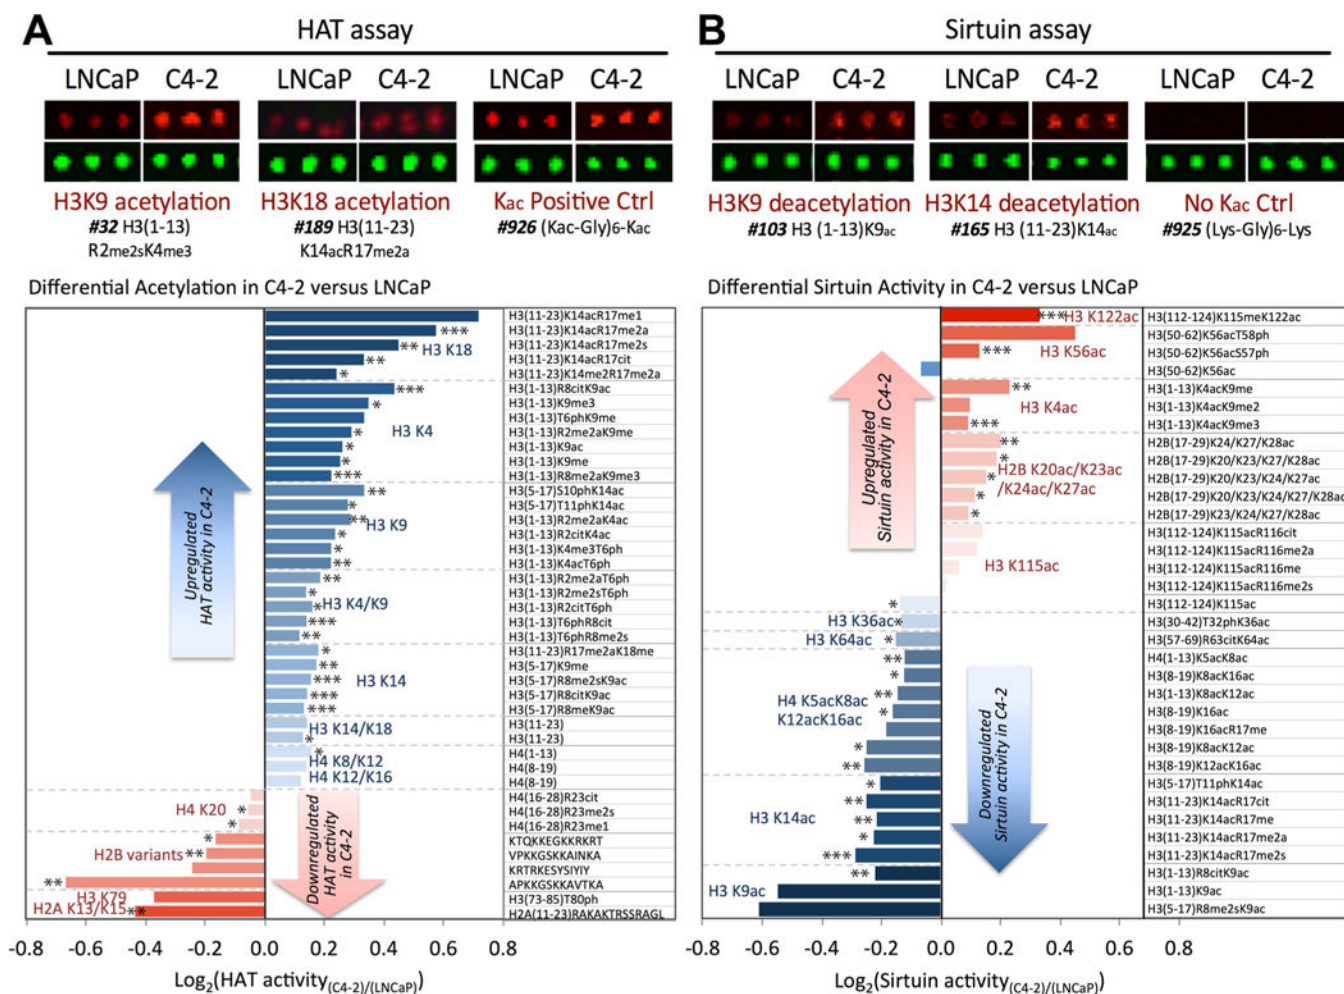 A
HAT assay
LNCaP
C4-2
LNCaP
C4-2
LNCaP
C4-2
H3K9 acetylation
#32 H3(1-13)
R2me2sK4me3
H3K18 acetylation
#189 H3(11-23)
K14acR17me2a
Kac Positive Ctrl
#926 (Kac-Gly)6-Kac
Differential Acetylation in C4-2 versus LNCaP
H3(11-23)K14acR17me1
*** H3(11-23)K14acR17me2a
** H3(11-23)K14acR17me2s
H3 K18
** H3(11-23)K14acR17cit
* H3(11-23)K14me2R17me2a
*** H3(1-13)R8citK9ac
* H3(1-13)K9me3
H3(1-13)T6phK9me
H3 K4
* H3(1-13)R2me2aK9me
* H3(1-13)K9ac
* H3(1-13)K9me
*** H3(1-13)R8me2aK9me3
** H3(5-17)S10phK14ac
* H3(5-17)T11phK14ac
** H3(1-13)R2me2aK4ac
H3 K9
* H3(1-13)R2citK4ac
* H3(1-13)K4me3T6ph
** H3(1-13)K4acT6ph
** H3(1-13)R2me2aT6ph
* H3(1-13)R2me2sT6ph
* H3 K4/K9 H3(1-13)R2citT6ph
*** H3(1-13)T6phR8cit
** H3(1-13)T6phR8me2s
* H3(11-23)R17me2aK18me
** H3(5-17)K9me
*** H3 K14 H3(5-17)R8me2sK9ac
*** H3(5-17)R8citK9ac
*** H3(5-17)R8meK9ac
H3 K14/K18 H3(11-23)
* H3(11-23)
* H4(1-13)
H4 K8/K12 H4(8-19)
H4 K12/K16 H4(8-19)
H4(16-28)R23cit
H4 K20 * H4(16-28)R23me2s
* H4(16-28)R23me1
* KTQKKEGKKRKRT
H2B variants ** VPKKGSKKAINKA
KRTRKESYSIYIY
** APKKGSKKAVTKA
H3 K79 H3(73-85)T80ph
H2A K13/K15 ** H2A(11-23)RAKAKTRSSRAGL
Upregulated
HAT activity in C4-2
Downregulated
HAT activity
in C4-2
-0.8 -0.6 -0.4 -0.2 0.0 0.2 0.4 0.6 0.8
Log2(HAT activity(C4-2)/(LNCaP))
B
Sirtuin assay
LNCaP
C4-2
LNCaP
C4-2
LNCaP
C4-2
H3K9 deacetylation
#103 H3 (1-13)K9ac
H3K14 deacetylation
#165 H3 (11-23)K14ac
No Kac Ctrl
#925 (Lys-Gly)6-Lys
Differential Sirtuin Activity in C4-2 versus LNCaP
*** H3 K122ac H3(112-124)K115meK122ac
H3(50-62)K56acT58ph
*** H3 K56ac H3(50-62)K56acS57ph
H3(50-62)K56ac
** H3(1-13)K4acK9me
H3 K4ac H3(1-13)K4acK9me2
*** H3(1-13)K4acK9me3
** H2B(17-29)K24/K27/K28ac
* H2B(17-29)K20/K23/K27/K28ac
H2B K20ac/K23ac
/K24ac/K27ac
* H2B(17-29)K20/K23/K24/K27ac
* H2B(17-29)K20/K23/K24/K27/K28ac
* H2B(17-29)K23/K24/K27/K28ac
H3(112-124)K115acR116cit
H3(112-124)K115acR116me2a
H3 K115ac H3(112-124)K115acR116me
H3(112-124)K115acR116me2s
* H3(112-124)K115ac
H3 K36ac * H3(30-42)T32phK36ac
H3 K64ac * H3(57-69)R63citK64ac
** H4(1-13)K5acK8ac
* H3(8-19)K8acK16ac
** H3(1-13)K8acK12ac
H4 K5acK8ac
K12acK16ac
* H3(8-19)K16ac
H3(8-19)K16acR17me
* H3(8-19)K8acK12ac
** H3(8-19)K12acK16ac
* H3(5-17)T11phK14ac
** H3(11-23)K14acR17cit
H3 K14ac ** H3(11-23)K14acR17me
* H3(11-23)K14acR17me2a
*** H3(11-23)K14acR17me2s
** H3(1-13)R8citK9ac
H3 K9ac H3(1-13)K9ac
H3(5-17)R8me2sK9ac
Upregulated
Sirtuin activity in C4-2
Downregulated
Sirtuin activity in C4-2
-0.8 -0.6 -0.4 -0.2 0.0 0.2 0.4 0.6 0.8
Log2(Sirtuin activity(C4-2)/(LNCaP))